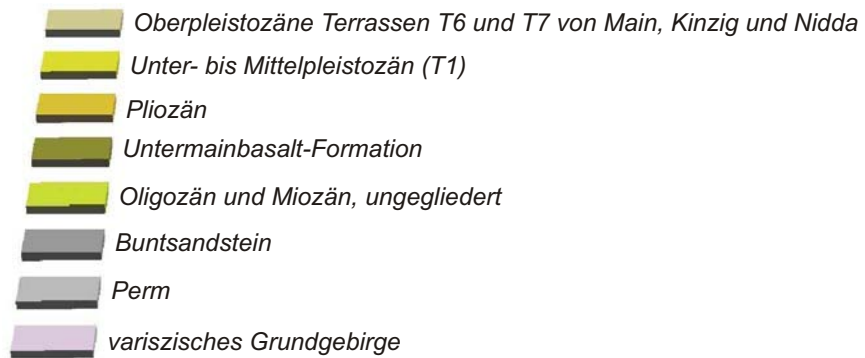 Oberpleistozäne Terrassen T6 und T7 von Main, Kinzig und Nidda
Unter- bis Mittelpleistozän (T1)
Pliozän
Untermainbasalt-Formation
Oligozän und Miozän, ungegliedert
Buntsandstein
Perm
variszisches Grundgebirge